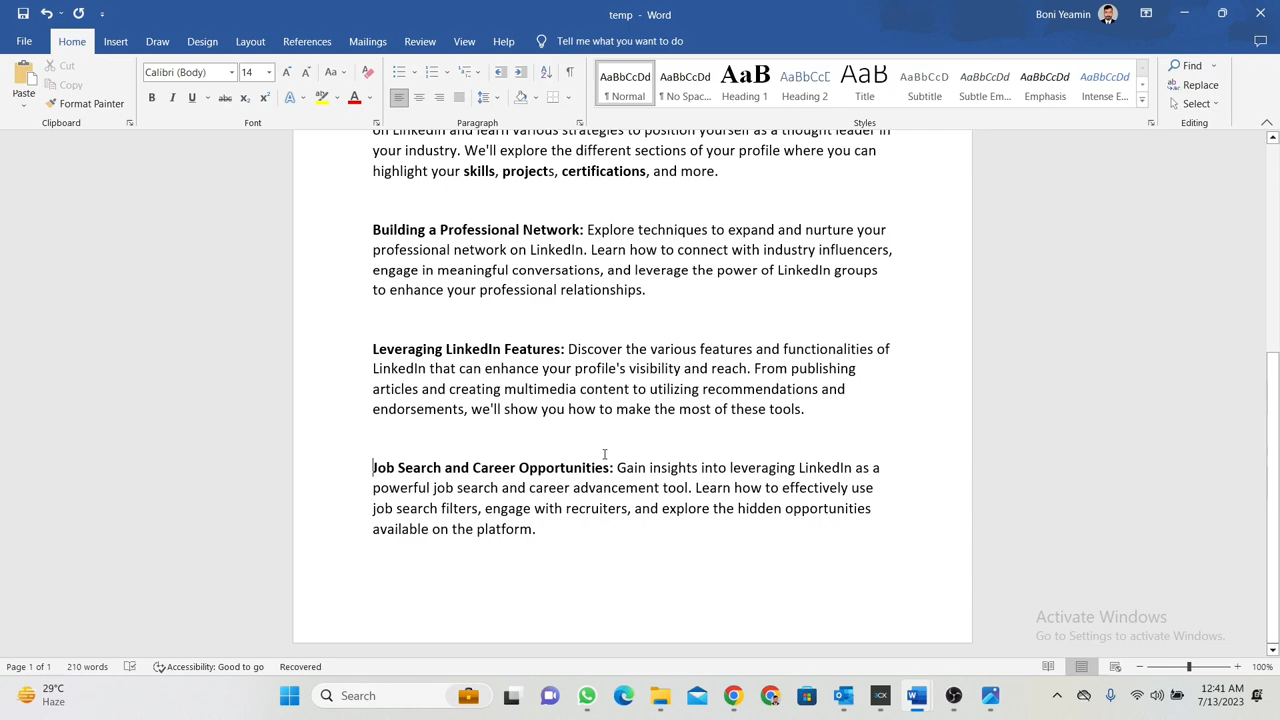 temp - Word
Boni Yeamin
File Home Insert Draw Design Layout References Mailings Review View Help Tell me what you want to do
Paste
Cut
Copy
Format Painter
Clipboard
Calibri (Body) 14
Font
Paragraph
AaBbCcDd AaBbCcDd AaBb AaBbCcD AaB AaBbCcDd AaBbCcDd AaBbCcDd AaBbCcDd
¶ Normal ¶ No Spac... Heading 1 Heading 2 Title Subtitle Subtle Em... Emphasis Intense E...
Styles
Find
Replace
Select
Editing
on LinkedIn and learn various strategies to position yourself as a thought leader in
your industry. We'll explore the different sections of your profile where you can
highlight your skills, projects, certifications, and more.
Building a Professional Network: Explore techniques to expand and nurture your
professional network on LinkedIn. Learn how to connect with industry influencers,
engage in meaningful conversations, and leverage the power of LinkedIn groups
to enhance your professional relationships.
Leveraging LinkedIn Features: Discover the various features and functionalities of
LinkedIn that can enhance your profile's visibility and reach. From publishing
articles and creating multimedia content to utilizing recommendations and
endorsements, we'll show you how to make the most of these tools.
Job Search and Career Opportunities: Gain insights into leveraging LinkedIn as a
powerful job search and career advancement tool. Learn how to effectively use
job search filters, engage with recruiters, and explore the hidden opportunities
available on the platform.
Activate Windows
Go to Settings to activate Windows.
Page 1 of 1 210 words Accessibility: Good to go Recovered 100%
29°C
Haze
Search
12:41 AM
7/13/2023